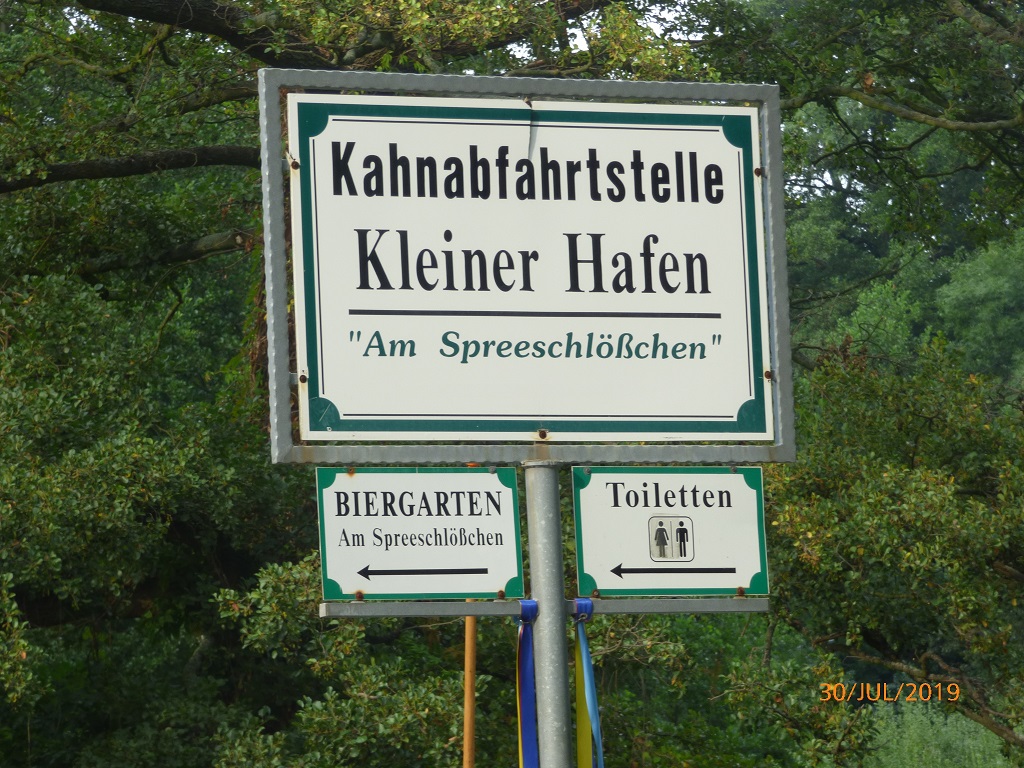 Kahnabfahrtstelle
Kleiner Hafen
"Am Spreeschlößchen"
BIERGARTEN
Am Spreeschlößchen
Toiletten
30/JUL/2019